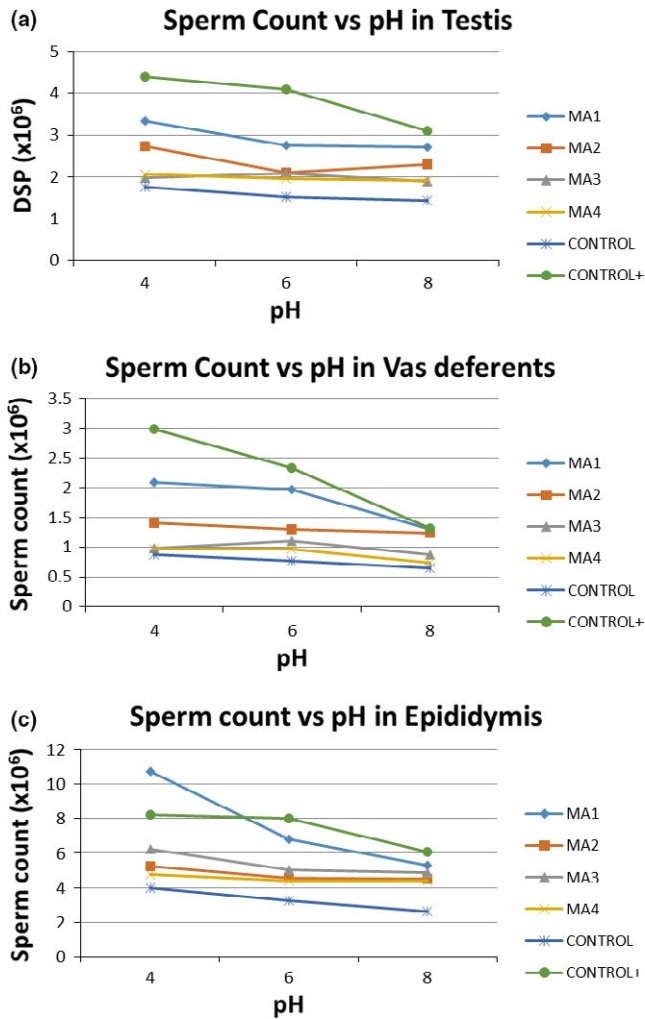 (a)
Sperm Count vs pH in Testis
DSP (x10⁶)
5
4
3
2
1
0
4 6 8
pH
MA1
MA2
MA3
MA4
CONTROL
CONTROL+
(b)
Sperm Count vs pH in Vas deferents
Sperm count (x10⁶)
3.5
3
2.5
2
1.5
1
0.5
0
4 6 8
pH
MA1
MA2
MA3
MA4
CONTROL
CONTROL+
(c)
Sperm count vs pH in Epididymis
Sperm count (x10⁶)
12
10
8
6
4
2
0
4 6 8
pH
MA1
MA2
MA3
MA4
CONTROL
CONTROL+